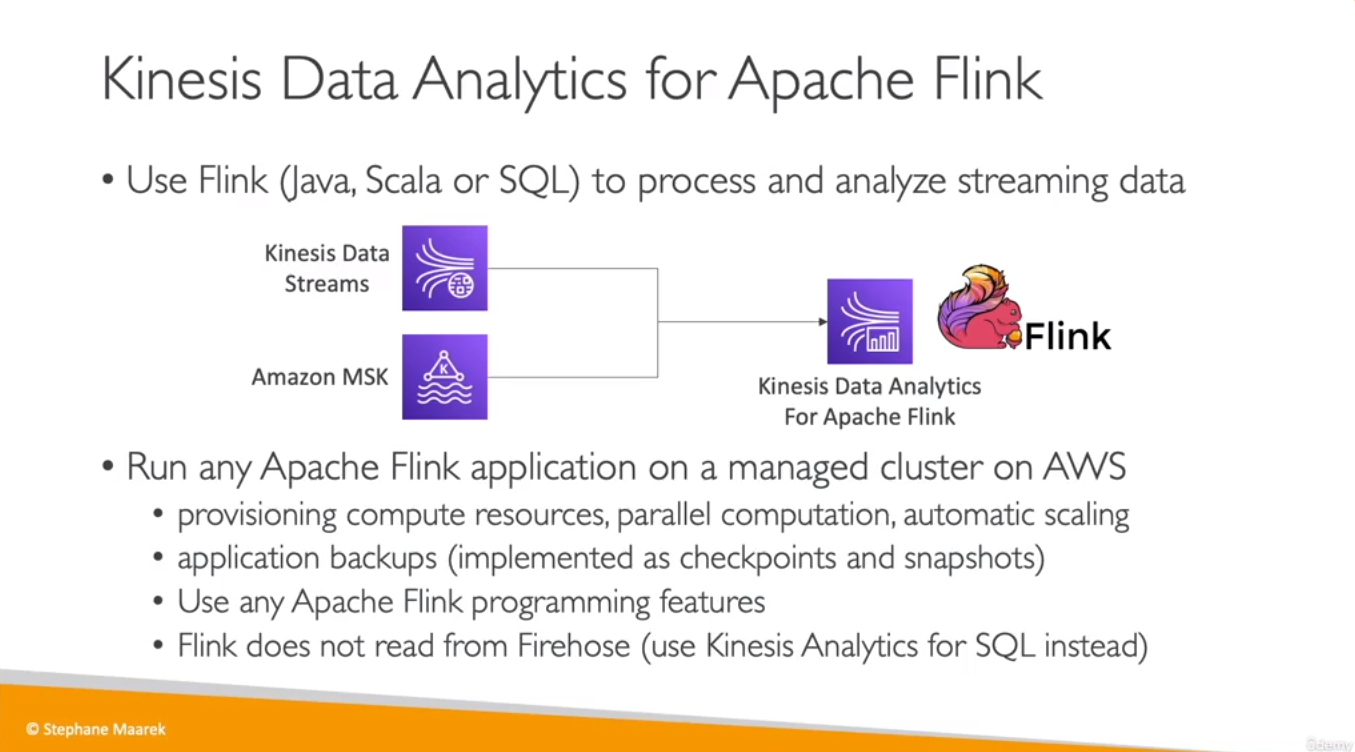 Kinesis Data Analytics for Apache Flink
• Use Flink (Java, Scala or SQL) to process and analyze streaming data
Kinesis Data
Streams
Amazon MSK
K
Flink
Kinesis Data Analytics
For Apache Flink
• Run any Apache Flink application on a managed cluster on AWS
• provisioning compute resources, parallel computation, automatic scaling
• application backups (implemented as checkpoints and snapshots)
• Use any Apache Flink programming features
• Flink does not read from Firehose (use Kinesis Analytics for SQL instead)
© Stephane Maarek
ûdemy